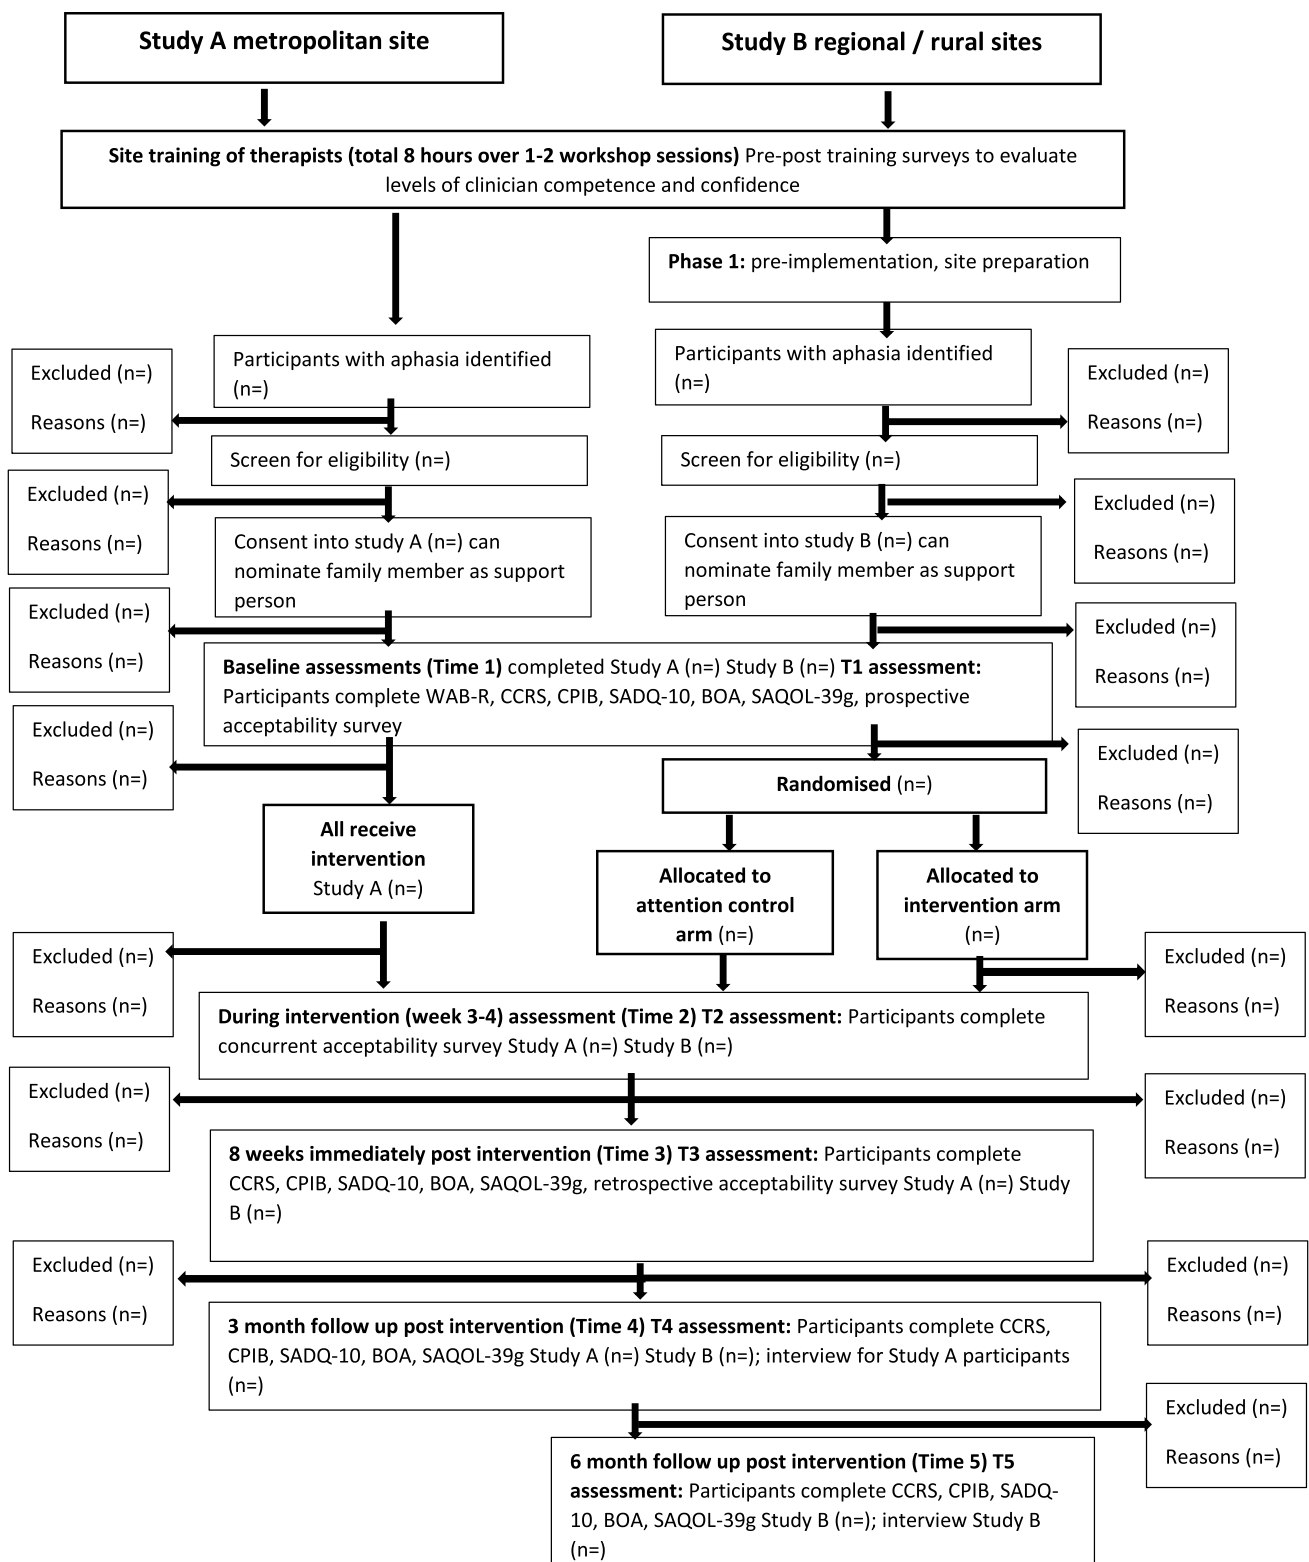 Study A metropolitan site
Study B regional / rural sites
Site training of therapists (total 8 hours over 1-2 workshop sessions) Pre-post training surveys to evaluate
levels of clinician competence and confidence
Phase 1: pre-implementation, site preparation
Participants with aphasia identified
(n=)
Participants with aphasia identified
(n=)
Excluded (n=)
Reasons (n=)
Excluded (n=)
Reasons (n=)
Screen for eligibility (n=)
Screen for eligibility (n=)
Excluded (n=)
Reasons (n=)
Excluded (n=)
Reasons (n=)
Consent into study A (n=) can
nominate family member as support
person
Consent into study B (n=) can
nominate family member as support
person
Excluded (n=)
Reasons (n=)
Excluded (n=)
Reasons (n=)
Baseline assessments (Time 1) completed Study A (n=) Study B (n=) T1 assessment:
Participants complete WAB-R, CCRS, CPIB, SADQ-10, BOA, SAQOL-39g, prospective
acceptability survey
Excluded (n=)
Reasons (n=)
Excluded (n=)
Reasons (n=)
Randomised (n=)
All receive
intervention
Study A (n=)
Allocated to
attention control
arm (n=)
Allocated to
intervention arm
(n=)
Excluded (n=)
Reasons (n=)
Excluded (n=)
Reasons (n=)
During intervention (week 3-4) assessment (Time 2) T2 assessment: Participants complete
concurrent acceptability survey Study A (n=) Study B (n=)
Excluded (n=)
Reasons (n=)
Excluded (n=)
Reasons (n=)
8 weeks immediately post intervention (Time 3) T3 assessment: Participants complete
CCRS, CPIB, SADQ-10, BOA, SAQOL-39g, retrospective acceptability survey Study A (n=) Study
B (n=)
Excluded (n=)
Reasons (n=)
Excluded (n=)
Reasons (n=)
3 month follow up post intervention (Time 4) T4 assessment: Participants complete CCRS,
CPIB, SADQ-10, BOA, SAQOL-39g Study A (n=) Study B (n=); interview for Study A participants
(n=)
Excluded (n=)
Reasons (n=)
6 month follow up post intervention (Time 5) T5
assessment: Participants complete CCRS, CPIB, SADQ-
10, BOA, SAQOL-39g Study B (n=); interview Study B
(n=)